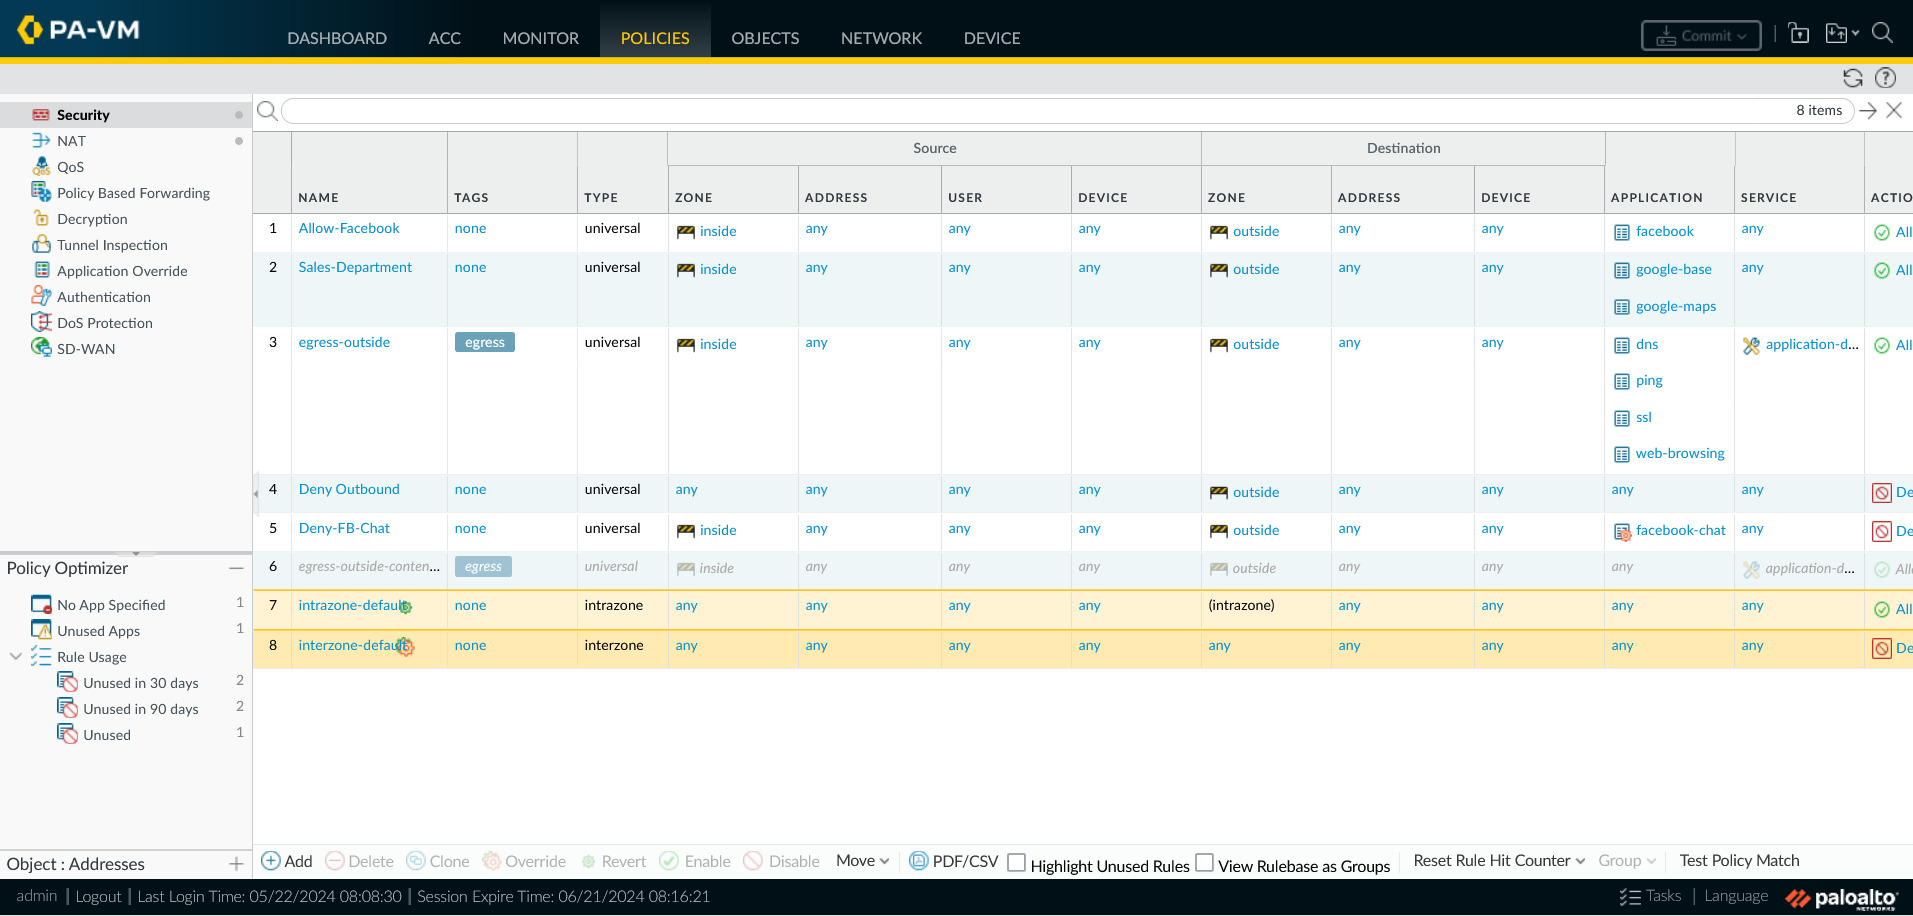 PA-VM
DASHBOARD ACC MONITOR POLICIES OBJECTS NETWORK DEVICE Commit
Security
NAT
QoS
Policy Based Forwarding
Decryption
Tunnel Inspection
Application Override
Authentication
DoS Protection
SD-WAN
Policy Optimizer
No App Specified 1
Unused Apps 1
Rule Usage
Unused in 30 days 2
Unused in 90 days 2
Unused 1
Object : Addresses
8 items
Source Destination
NAME TAGS TYPE ZONE ADDRESS USER DEVICE ZONE ADDRESS DEVICE APPLICATION SERVICE ACTIO
1 Allow-Facebook none universal inside any any any outside any any facebook any All
2 Sales-Department none universal inside any any any outside any any google-base any All
google-maps
3 egress-outside egress universal inside any any any outside any any dns application-d... All
ping
ssl
web-browsing
4 Deny Outbound none universal any any any any outside any any any any De
5 Deny-FB-Chat none universal inside any any any outside any any facebook-chat any De
6 egress-outside-conten... egress universal inside any any any outside any any any application-d... All
7 intrazone-default none intrazone any any any any (intrazone) any any any any All
8 interzone-default none interzone any any any any any any any any any De
Add Delete Clone Override Revert Enable Disable Move PDF/CSV Highlight Unused Rules View Rulebase as Groups Reset Rule Hit Counter Group Test Policy Match
admin | Logout | Last Login Time: 05/22/2024 08:08:30 | Session Expire Time: 06/21/2024 08:16:21 Tasks | Language paloalto
NETWORKS